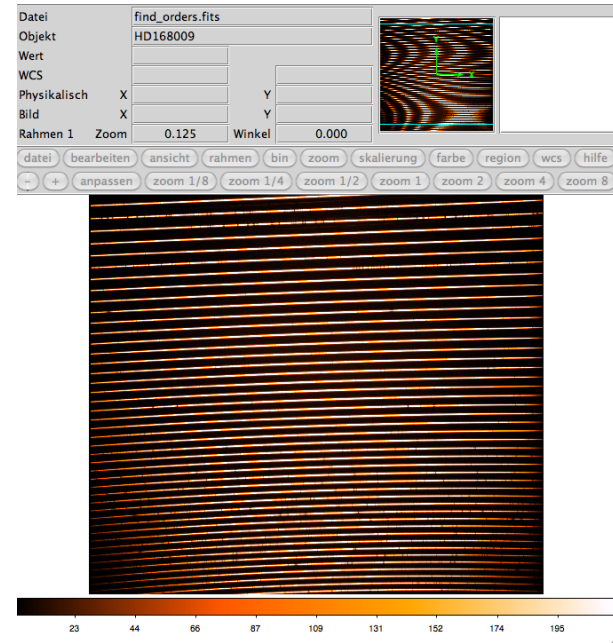 Datei find_orders.fits
Objekt HD168009
Wert
WCS
Physikalisch X Y
Bild X Y
Rahmen 1 Zoom 0.125 Winkel 0.000
Y
X
datei bearbeiten ansicht rahmen bin zoom skalierung farbe region wcs hilfe
- + anpassen zoom 1/8 zoom 1/4 zoom 1/2 zoom 1 zoom 2 zoom 4 zoom 8
23 44 66 87 109 131 152 174 195